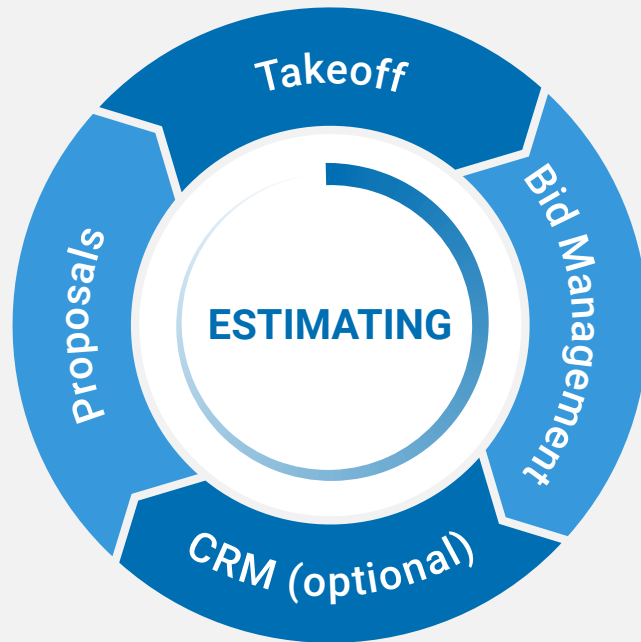 Takeoff
Bid Management
ESTIMATING
Proposals
CRM (optional)